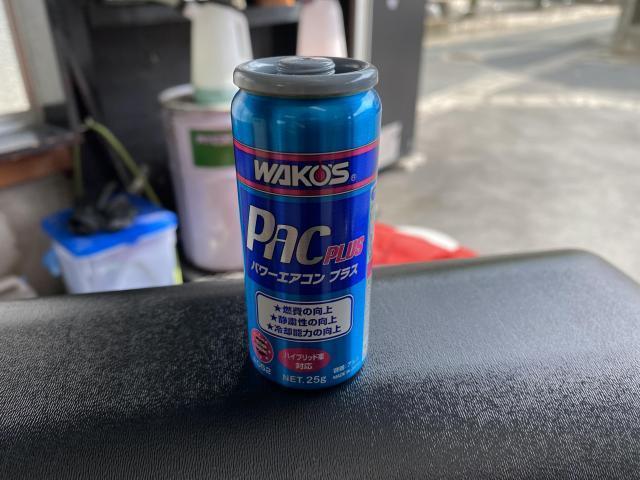 WAKO'S®
PAC PLUS
パワーエアコン プラス
★燃費の向上
★静粛性の向上
★冷却能力の向上
ハイブリッド車
対応
NET.25g